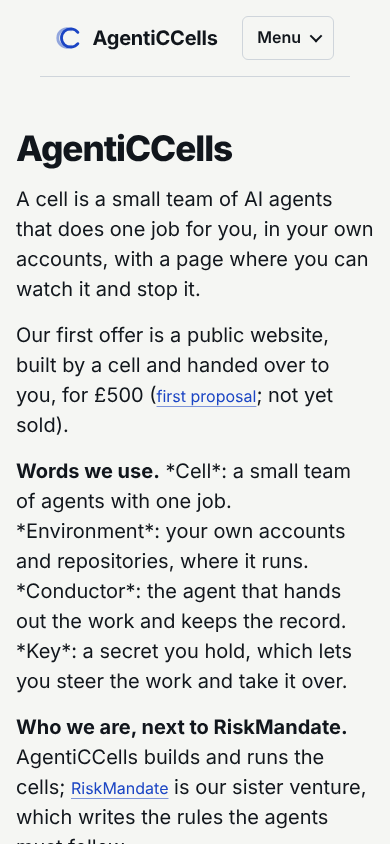 AgentiCCells
Menu
AgentiCCells
A cell is a small team of AI agents
that does one job for you, in your own
accounts, with a page where you can
watch it and stop it.
Our first offer is a public website,
built by a cell and handed over to
you, for £500 (first proposal; not yet
sold).
Words we use. *Cell*: a small team
of agents with one job.
*Environment*: your own accounts
and repositories, where it runs.
*Conductor*: the agent that hands
out the work and keeps the record.
*Key*: a secret you hold, which lets
you steer the work and take it over.
Who we are, next to RiskMandate.
AgentiCCells builds and runs the
cells; RiskMandate is our sister venture,
which writes the rules the agents
must follow.